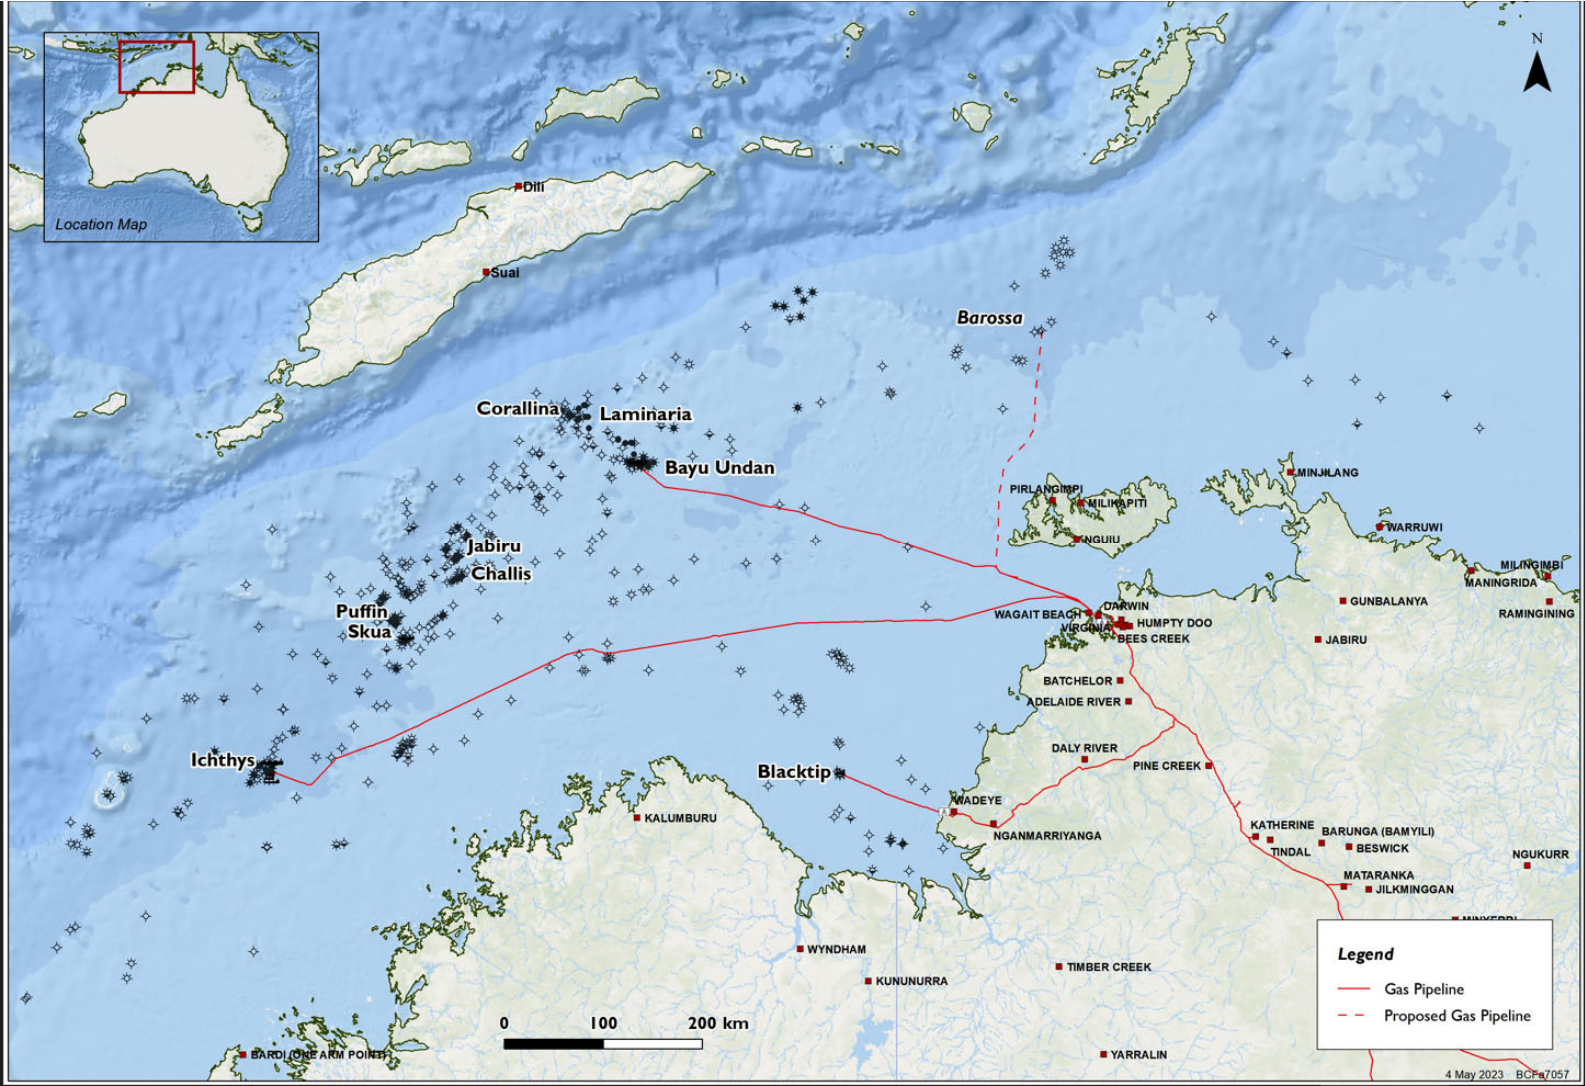 N
Location Map
Dili
Suai
Barossa
Corallina
Laminaria
Bayu Undan
PIRLANGIMPI
MILIKAPITI
NGUIU
MINJILANG
WARRUWI
MILINGIMBI
MANINGRIDA
RAMINGINING
GUNBALANYA
JABIRU
Jabiru
Challis
Puffin
Skua
DARWIN
WAGAIT BEACH
HUMPTY DOO
VIRGINIA
BEES CREEK
BATCHELOR
ADELAIDE RIVER
DALY RIVER
PINE CREEK
Ichthys
Blacktip
WADEYE
NGANMARRIYANGA
KALUMBURU
KATHERINE
TINDAL
BARUNGA (BAMYILI)
BESWICK
NGUKURR
MATARANKA
JILKMINGGAN
WYNDHAM
KUNUNURRA
TIMBER CREEK
YARRALIN
BARDI (ONE ARM POINT)
0 100 200 km
Legend
Gas Pipeline
Proposed Gas Pipeline
4 May 2023 BCFa7057